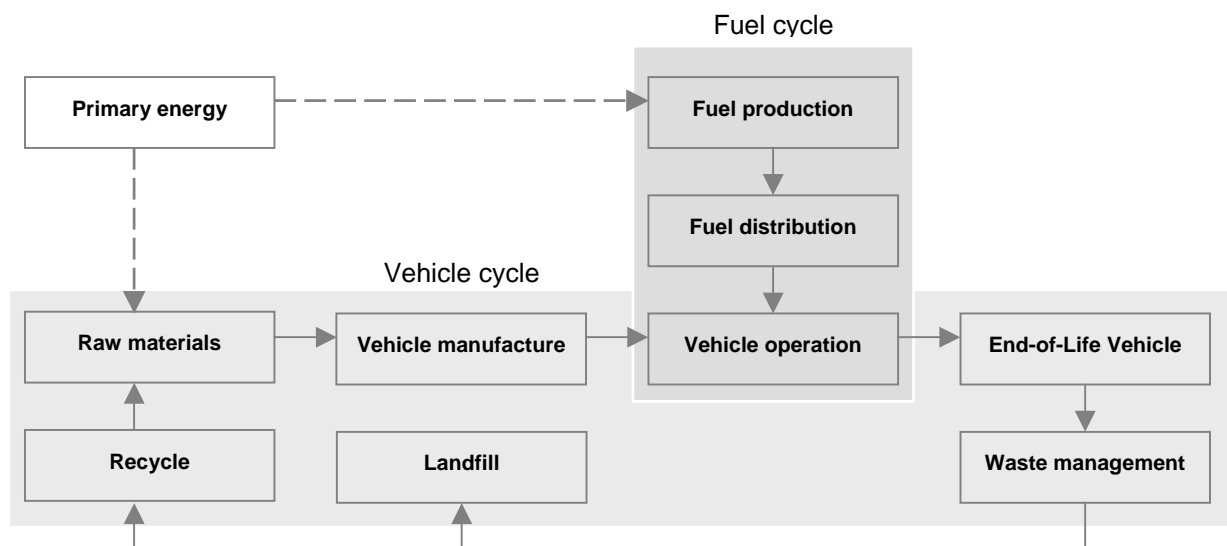 Fuel cycle
Primary energy
Fuel production
Fuel distribution
Vehicle cycle
Raw materials
Vehicle manufacture
Vehicle operation
End-of-Life Vehicle
Recycle
Landfill
Waste management